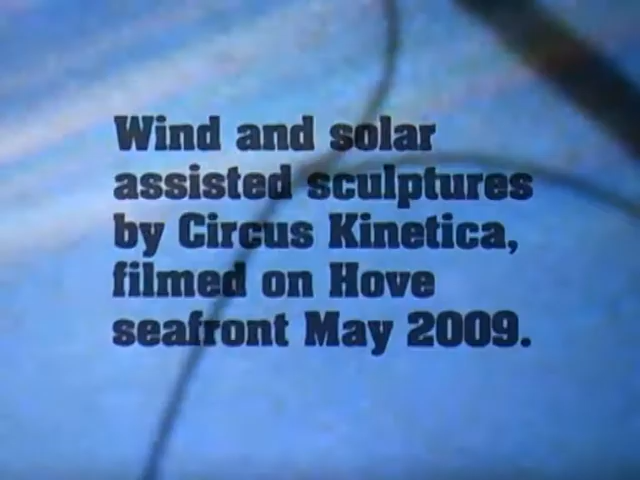 Wind and solar
assisted sculptures
by Circus Kinetica,
filmed on Hove
seafront May 2009.